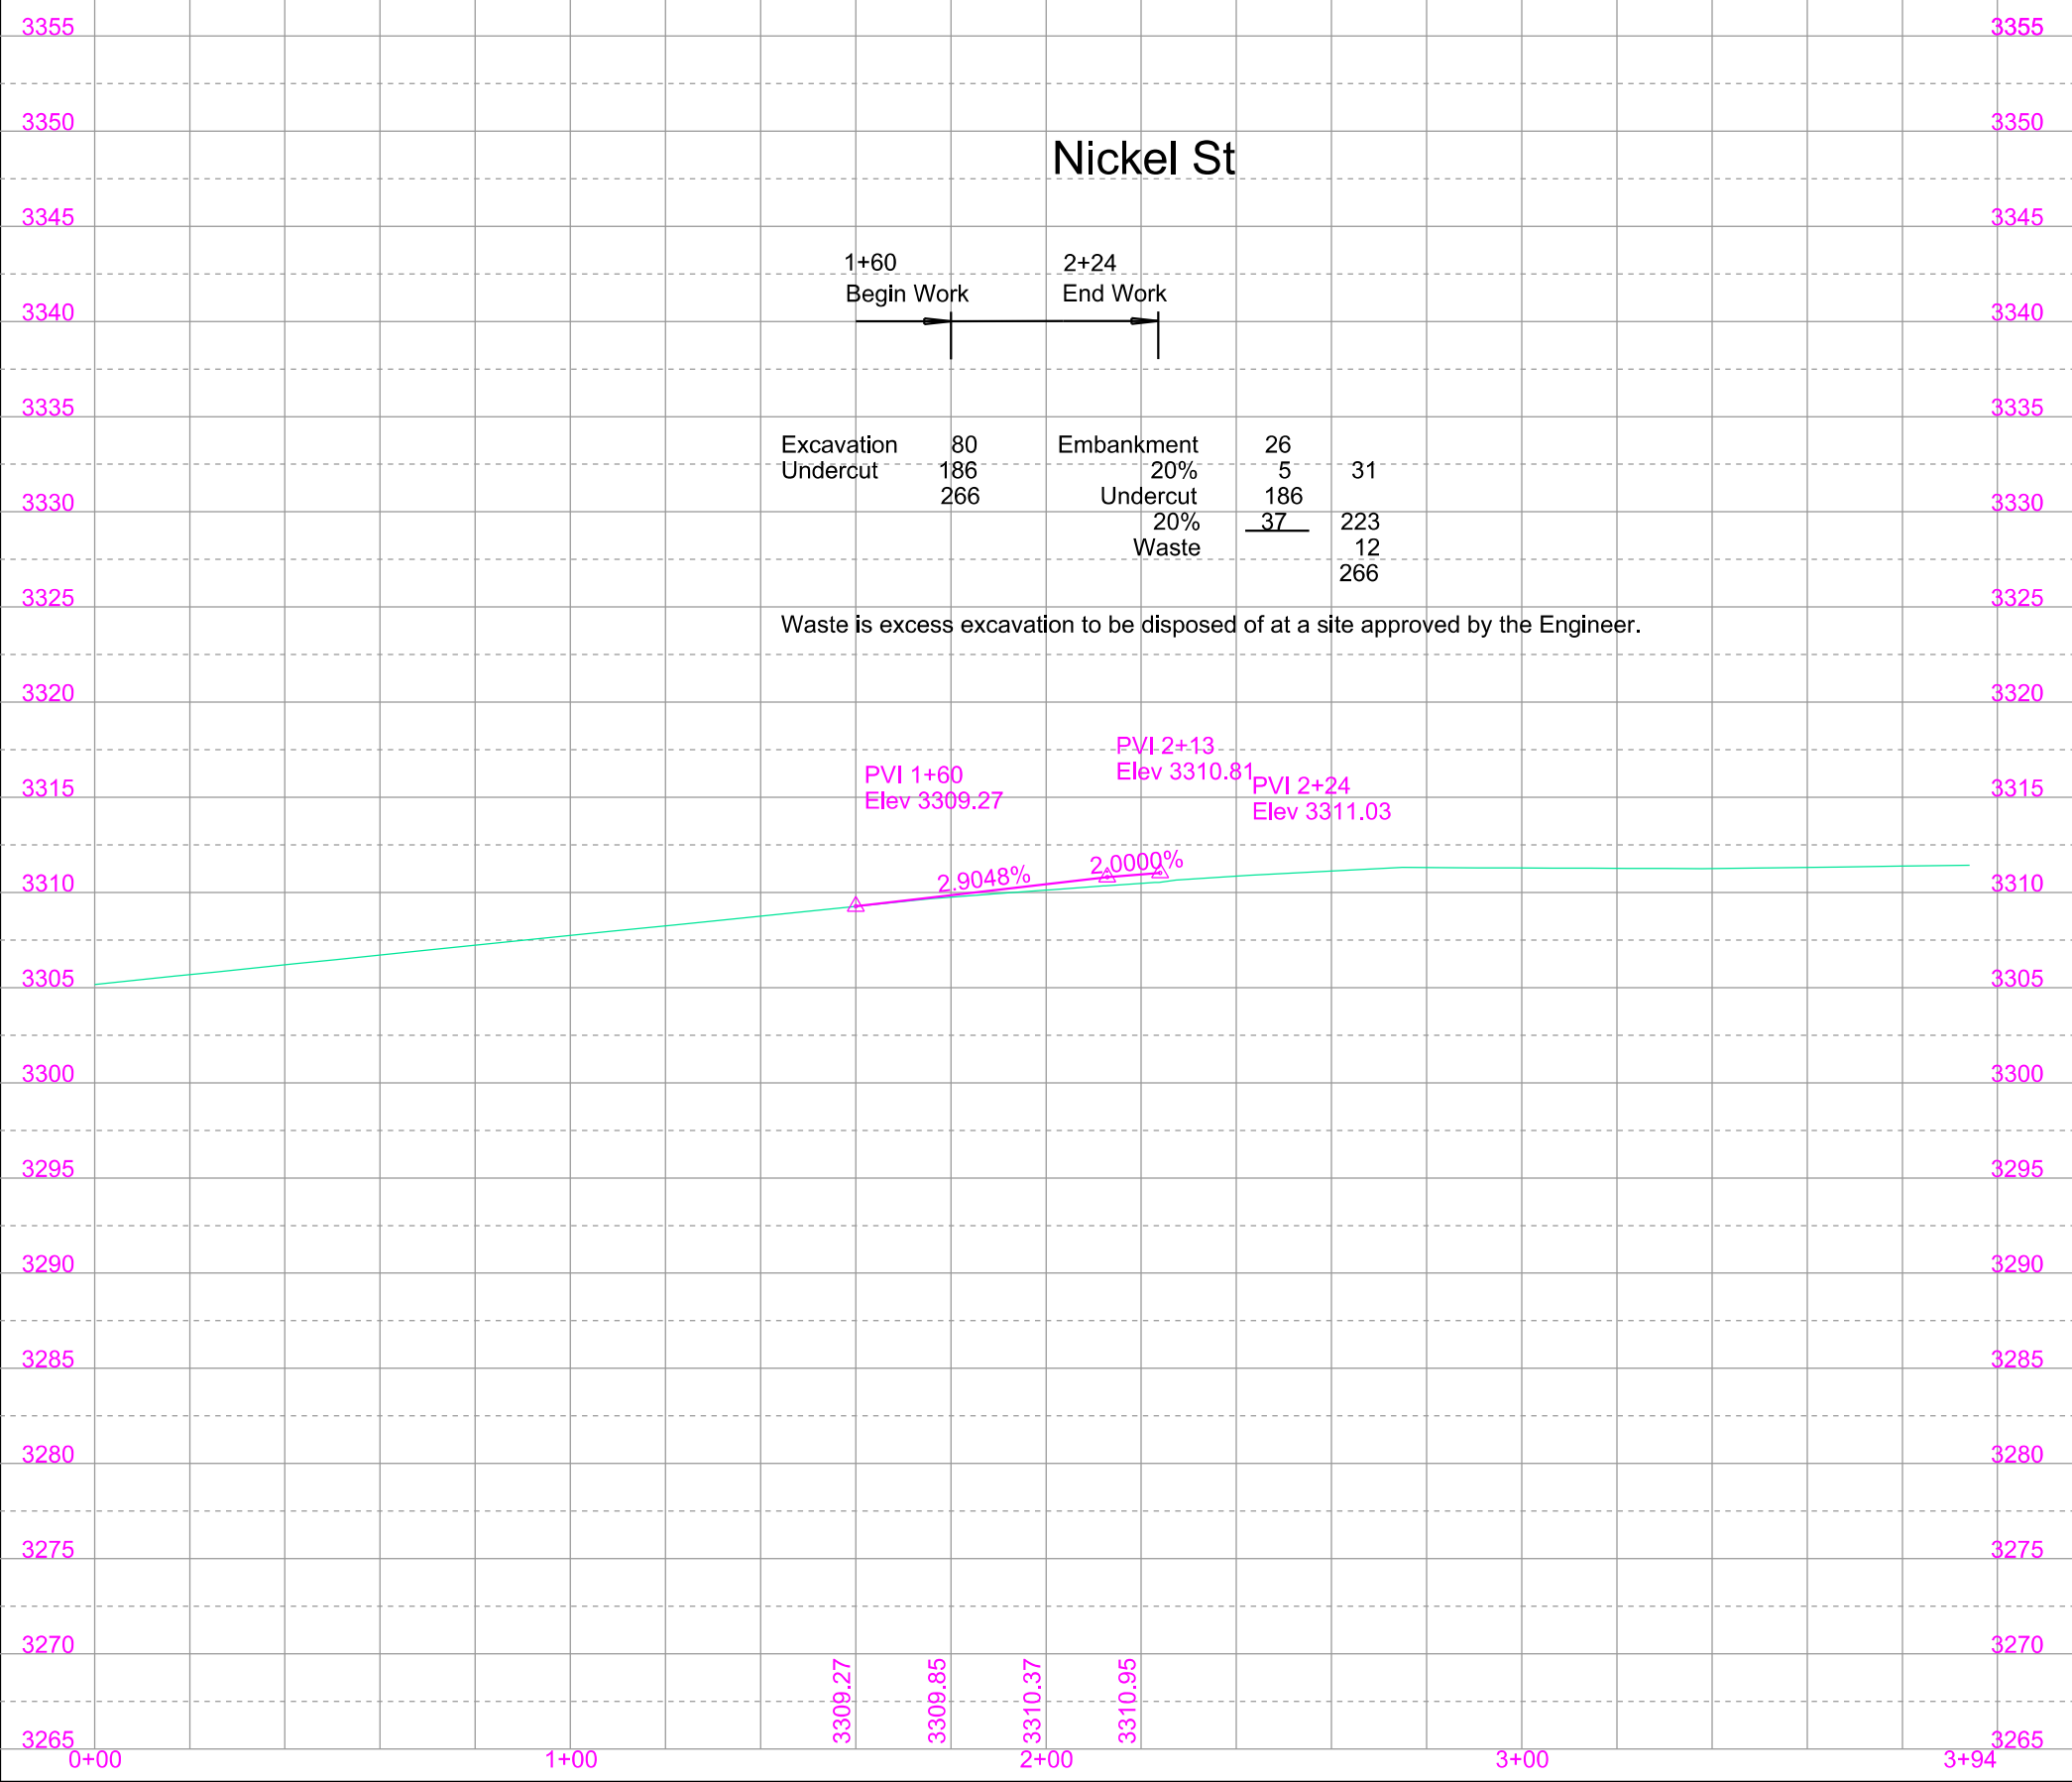 3355 3355
3350 3350
Nickel St
3345 3345
1+60 2+24
Begin Work End Work
3340 3340
3335 3335
Excavation 80 Embankment 26
Undercut 186 20% 5 31
266 Undercut 186
3330 3330
20% 37 223
Waste 12
266
3325 3325
Waste is excess excavation to be disposed of at a site approved by the Engineer.
3320 3320
PVI 2+13
Elev 3310.81
PVI 1+60
Elev 3309.27
PVI 2+24
Elev 3311.03
3315 3315
2.9048% 2.0000%
3310 3310
3305 3305
3300 3300
3295 3295
3290 3290
3285 3285
3280 3280
3275 3275
3270 3270
3309.27 3309.85 3310.37 3310.95
3265 3265
0+00 1+00 2+00 3+00 3+94